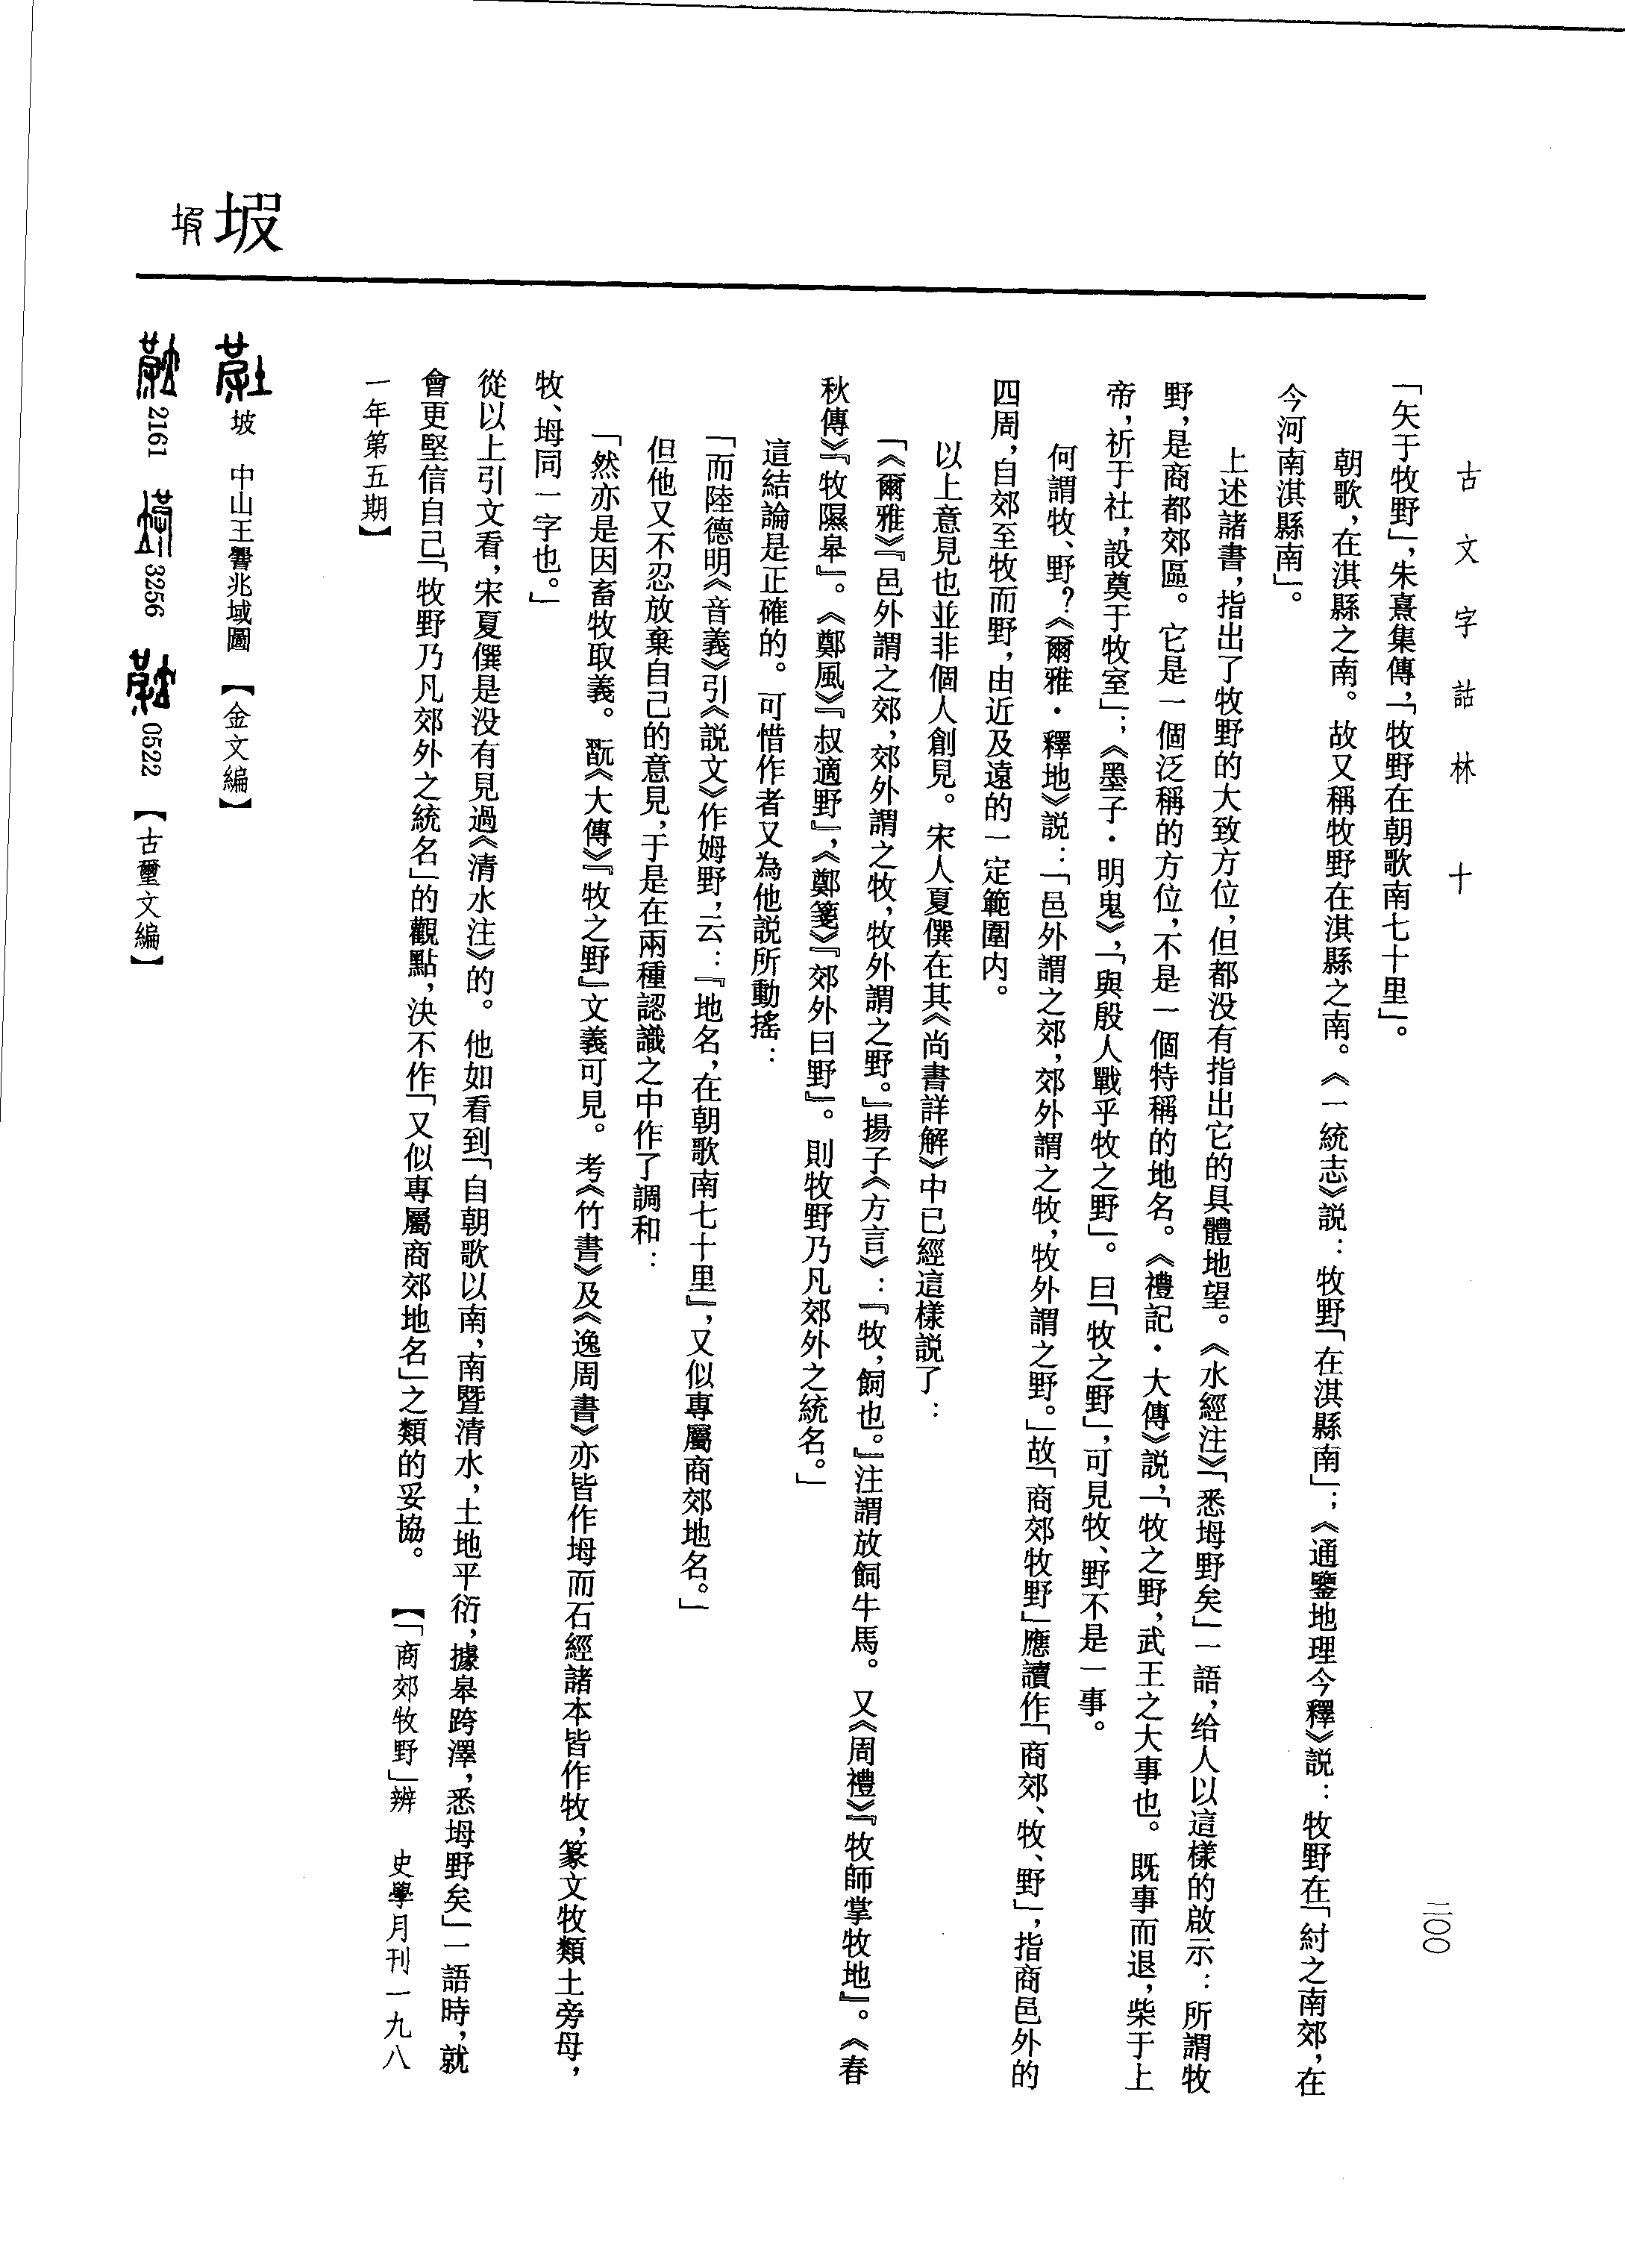 古文字詁林 十
二〇〇
「矢于牧野」，朱熹集傳，「牧野在朝歌南七十里」。
朝歌，在淇縣之南。故又稱牧野在淇縣之南。《一統志》説：牧野「在淇縣南」；《通鑒地理今釋》説：牧野在「紂之南郊，在
今河南淇縣南」。
上述諸書，指出了牧野的大致方位，但都没有指出它的具體地望。《水經注》「悉坶野矣」一語，给人以這樣的啟示：所謂牧
野，是商都郊區。它是一個泛稱的方位，不是一個特稱的地名。《禮記·大傳》説，「牧之野，武王之大事也。既事而退，柴于上
帝，祈于社，設奠于牧室」；《墨子·明鬼》，「與殷人戰乎牧之野」。曰「牧之野」，可見牧、野不是一事。
何謂牧、野？《爾雅·釋地》説：「邑外謂之郊，郊外謂之牧，牧外謂之野。」故「商郊牧野」應讀作「商郊、牧、野」，指商邑外的
四周，自郊至牧而野，由近及遠的一定範圍内。
以上意見也並非個人創見。宋人夏僎在其《尚書詳解》中已經這樣説了：
「《爾雅》『邑外謂之郊，郊外謂之牧，牧外謂之野。』揚子《方言》：『牧，飼也。』注謂放飼牛馬。又《周禮》『牧師掌牧地』。《春
秋傳》『牧隰皋』。《鄭風》『叔適野』，《鄭箋》『郊外曰野』。則牧野乃凡郊外之統名。」
這結論是正確的。可惜作者又為他説所動摇：
「而陸德明《音義》引《説文》作姆野，云：『地名，在朝歌南七十里』，又似專屬商郊地名。」
但他又不忍放棄自己的意見，于是在兩種認識之中作了調和：
「然亦是因畜牧取義。翫《大傳》『牧之野』文義可見。考《竹書》及《逸周書》亦皆作坶而石經諸本皆作牧，篆文牧類土旁母，
牧、坶同一字也。」
從以上引文看，宋夏僎是没有見過《清水注》的。他如看到「自朝歌以南，南暨清水，土地平衍，據皋跨澤，悉坶野矣」一語時，就
會更堅信自己「牧野乃凡郊外之統名」的觀點，決不作「又似專屬商郊地名」之類的妥協。　【「商郊牧野」辨　史學月刊一九八
一年第五期】
坡　中山王𰯼兆域圖　【金文編】
2161　3256　0522　【古璽文編】